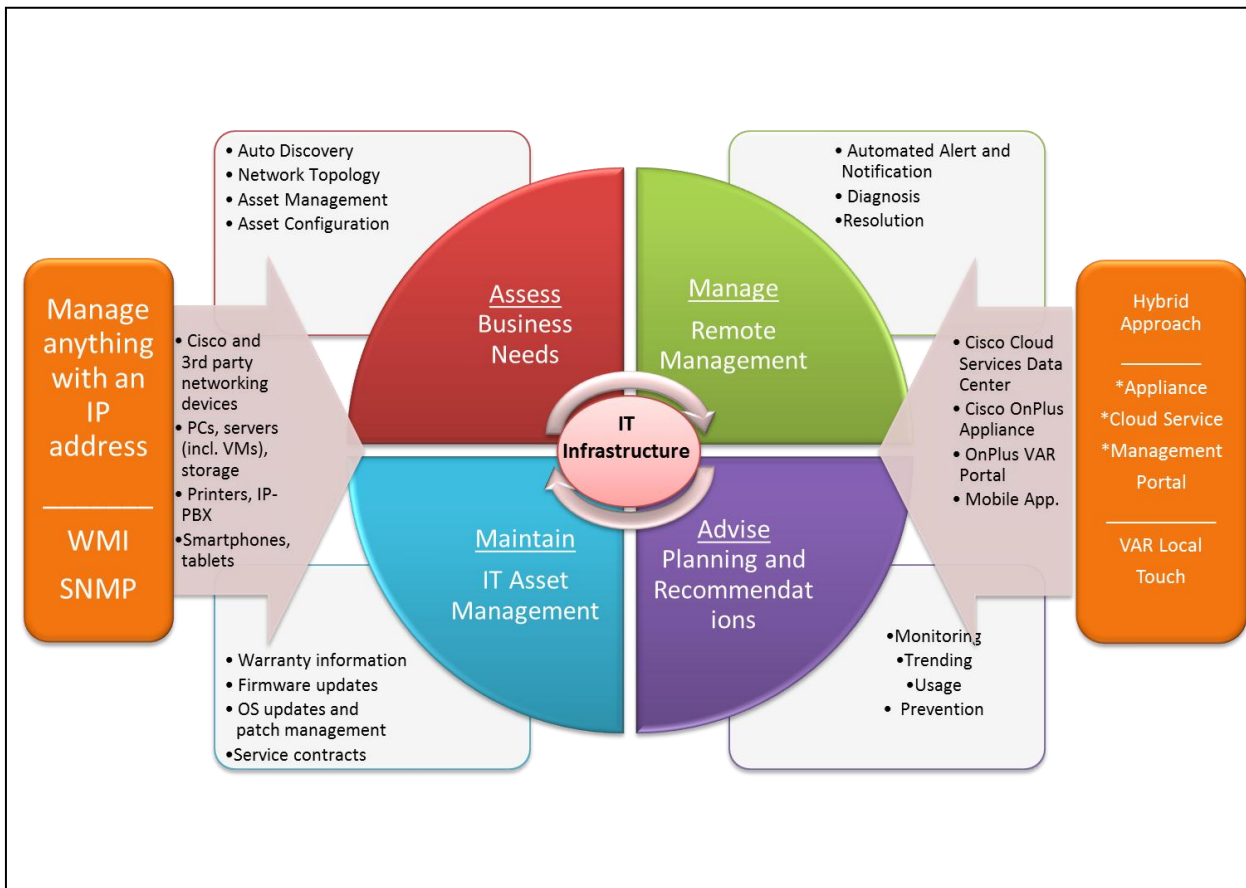 • Auto Discovery
• Network Topology
• Asset Management
• Asset Configuration
• Automated Alert and
Notification
• Diagnosis
•Resolution
Manage
anything
with an
IP
address
WMI
SNMP
• Cisco and
3rd party
networking
devices
• PCs, servers
(incl. VMs),
storage
• Printers, IP-
PBX
•Smartphones,
tablets
Assess
Business
Needs
Manage
Remote
Management
IT
Infrastructure
Maintain
IT Asset
Management
Advise
Planning and
Recommendat
ions
• Cisco Cloud
Services Data
Center
• Cisco OnPlus
Appliance
• OnPlus VAR
Portal
• Mobile App.
Hybrid
Approach
*Appliance
*Cloud Service
*Management
Portal
VAR Local
Touch
• Warranty information
• Firmware updates
• OS updates and
patch management
•Service contracts
•Monitoring
•Trending
•Usage
• Prevention